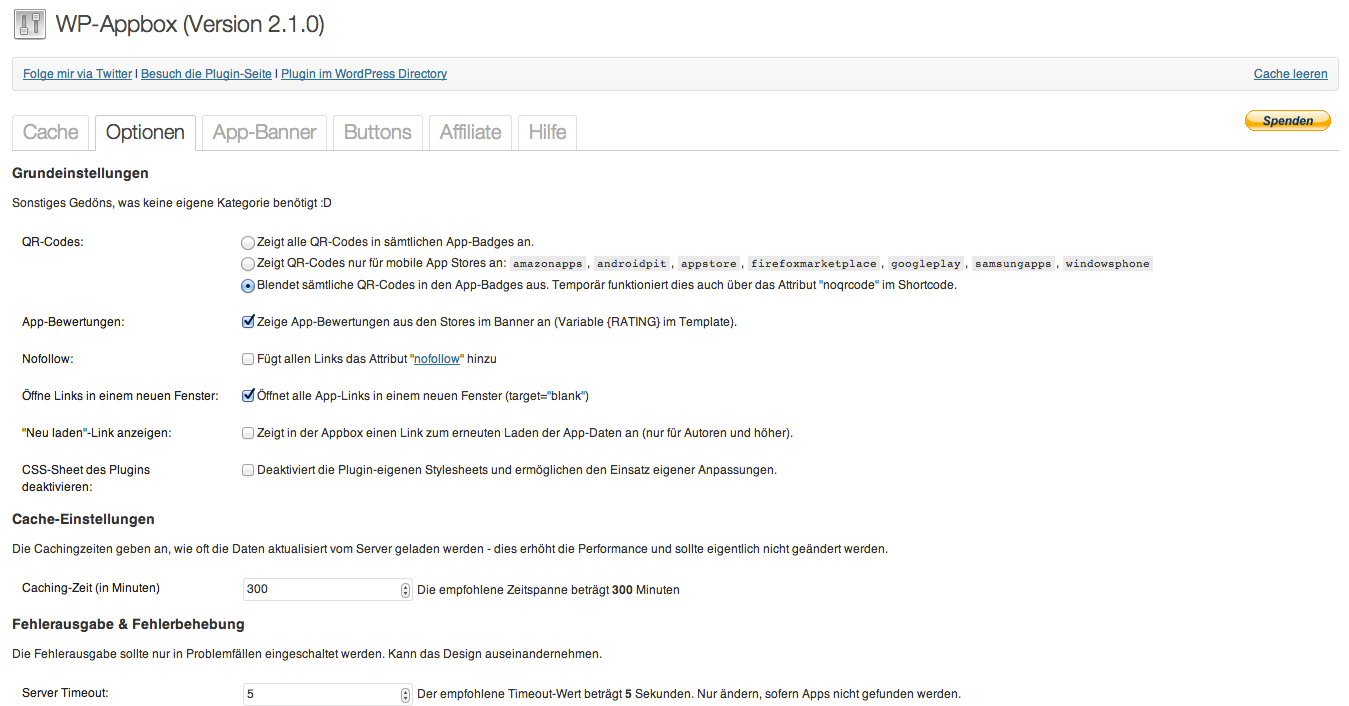 WP-Appbox (Version 2.1.0)
Folge mir via Twitter | Besuch die Plugin-Seite | Plugin im WordPress Directory Cache leeren
Cache Optionen App-Banner Buttons Affiliate Hilfe Spenden
Grundeinstellungen
Sonstiges Gedöns, was keine eigene Kategorie benötigt :D
QR-Codes: Zeigt alle QR-Codes in sämtlichen App-Badges an.
Zeigt QR-Codes nur für mobile App Stores an: amazonapps, androidpit, appstore, firefoxmarketplace, googleplay, samsungapps, windowsphone
Blendet sämtliche QR-Codes in den App-Badges aus. Temporär funktioniert dies auch über das Attribut "noqrcode" im Shortcode.
App-Bewertungen: Zeige App-Bewertungen aus den Stores im Banner an (Variable {RATING} im Template).
Nofollow: Fügt allen Links das Attribut "nofollow" hinzu
Öffne Links in einem neuen Fenster: Öffnet alle App-Links in einem neuen Fenster (target="blank")
"Neu laden"-Link anzeigen: Zeigt in der Appbox einen Link zum erneuten Laden der App-Daten an (nur für Autoren und höher).
CSS-Sheet des Plugins Deaktiviert die Plugin-eigenen Stylesheets und ermöglichen den Einsatz eigener Anpassungen.
deaktivieren:
Cache-Einstellungen
Die Cachingzeiten geben an, wie oft die Daten aktualisiert vom Server geladen werden - dies erhöht die Performance und sollte eigentlich nicht geändert werden.
Caching-Zeit (in Minuten) 300 Die empfohlene Zeitspanne beträgt 300 Minuten
Fehlerausgabe & Fehlerbehebung
Die Fehlerausgabe sollte nur in Problemfällen eingeschaltet werden. Kann das Design auseinandernehmen.
Server Timeout: 5 Der empfohlene Timeout-Wert beträgt 5 Sekunden. Nur ändern, sofern Apps nicht gefunden werden.